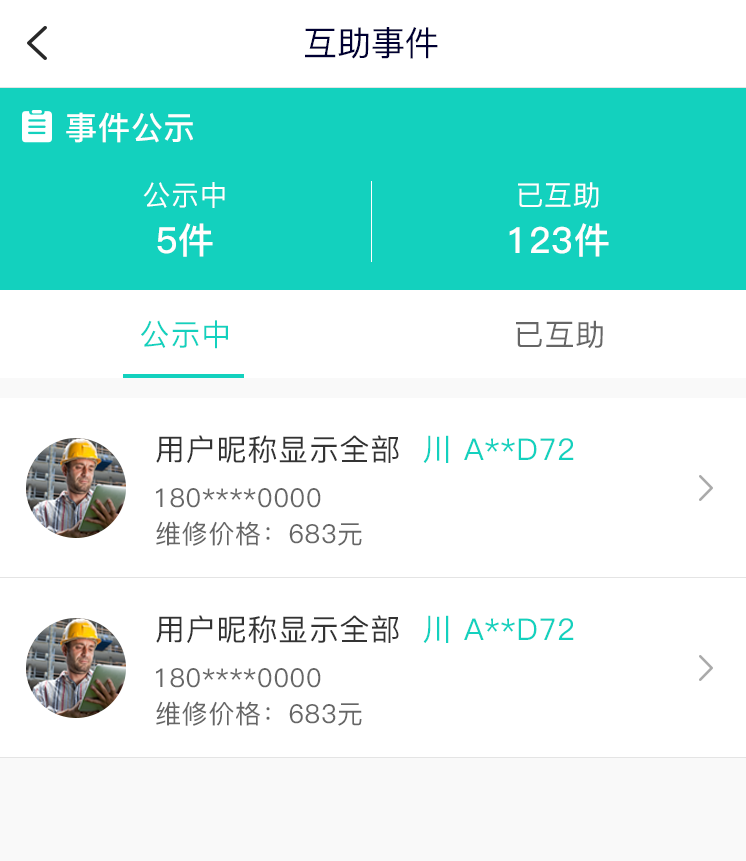 互助事件
事件公示
公示中 已互助
5件 123件
公示中 已互助
用户昵称显示全部 川 A**D72
180****0000
维修价格：683元
用户昵称显示全部 川 A**D72
180****0000
维修价格：683元